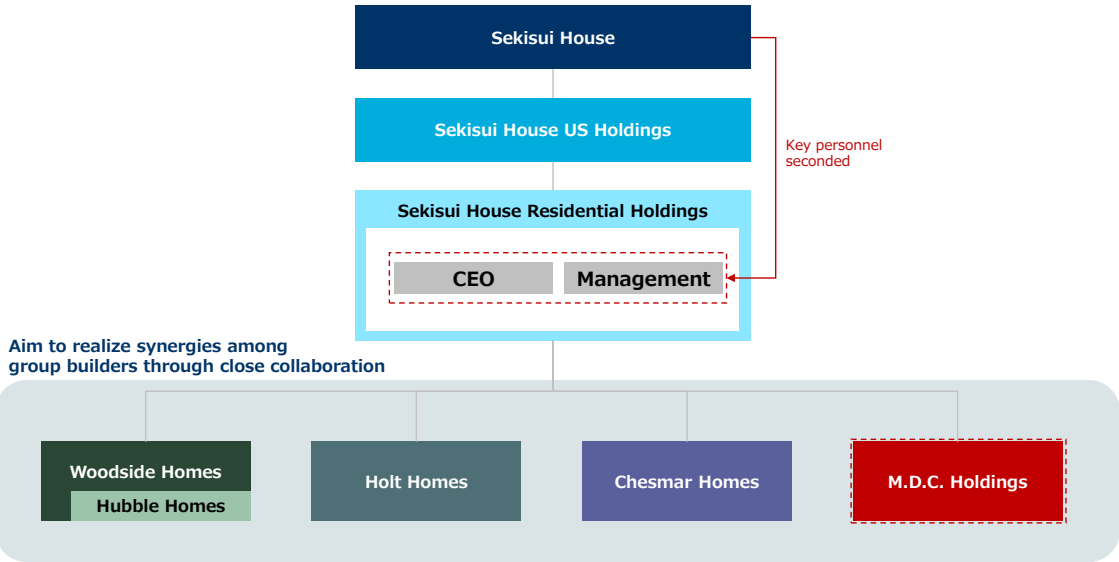 Sekisui House
Sekisui House US Holdings
Key personnel
seconded
Sekisui House Residential Holdings
CEO
Management
Aim to realize synergies among
group builders through close collaboration
Woodside Homes
Hubble Homes
Holt Homes
Chesmar Homes
M.D.C. Holdings